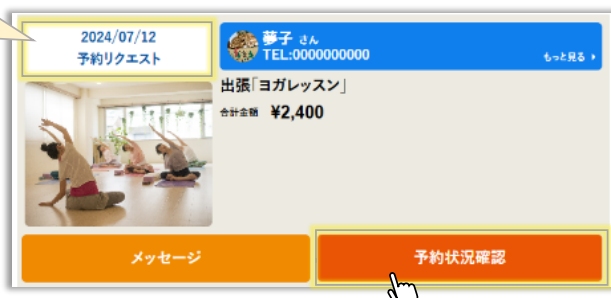 2024/07/12
予約リクエスト
夢子 さん
TEL:0000000000
もっと見る
出張「ヨガレッスン」
合計金額 ¥2,400
メッセージ
予約状況確認